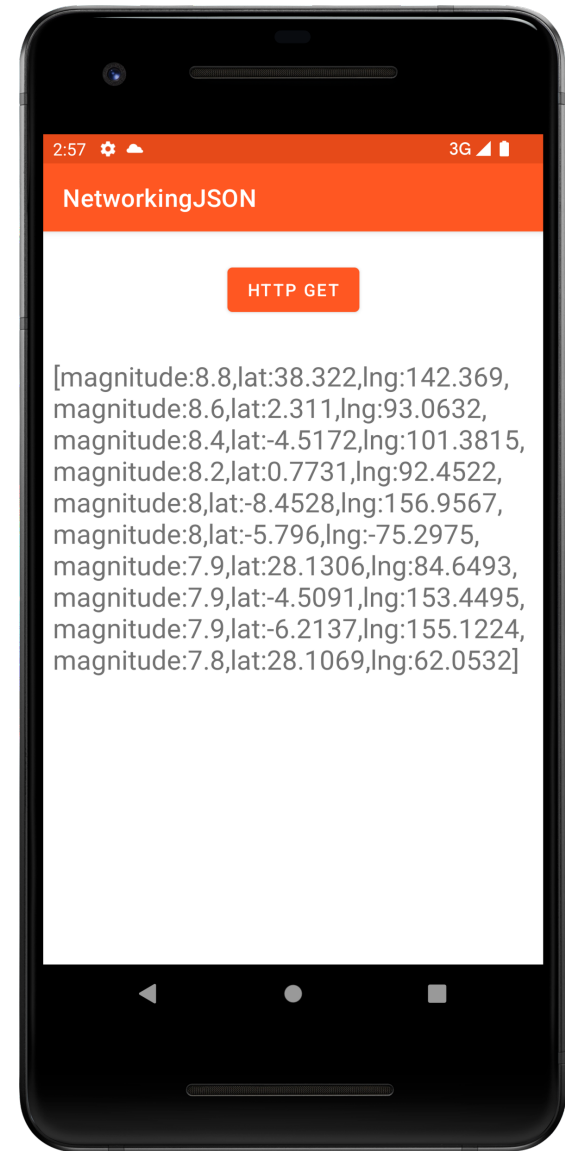 2:57 3G
NetworkingJSON
HTTP GET
[magnitude:8.8,lat:38.322,lng:142.369,
magnitude:8.6,lat:2.311,lng:93.0632,
magnitude:8.4,lat:-4.5172,lng:101.3815,
magnitude:8.2,lat:0.7731,lng:92.4522,
magnitude:8,lat:-8.4528,lng:156.9567,
magnitude:8,lat:-5.796,lng:-75.2975,
magnitude:7.9,lat:28.1306,lng:84.6493,
magnitude:7.9,lat:-4.5091,lng:153.4495,
magnitude:7.9,lat:-6.2137,lng:155.1224,
magnitude:7.8,lat:28.1069,lng:62.0532]